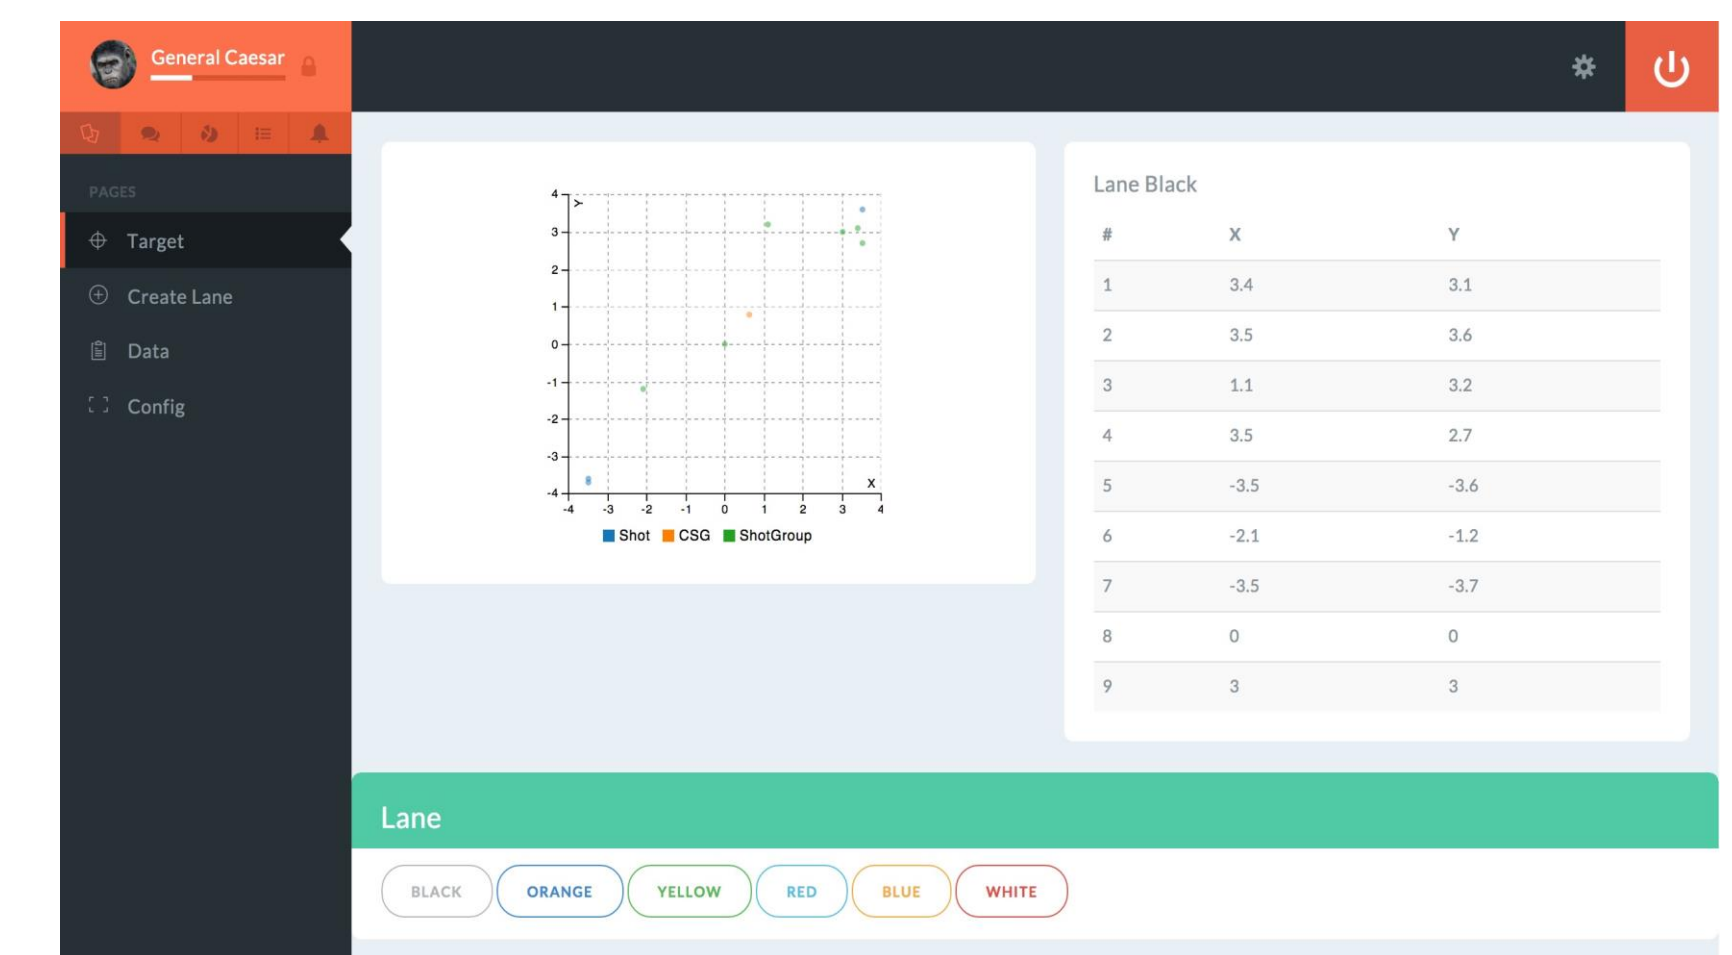 General Caesar
PAGES
Target
Create Lane
Data
Config
Y
4
3
2
1
0
-1
-2
-3
-4
X
-4 -3 -2 -1 0 1 2 3 4
Shot CSG ShotGroup
Lane Black
# X Y
1 3.4 3.1
2 3.5 3.6
3 1.1 3.2
4 3.5 2.7
5 -3.5 -3.6
6 -2.1 -1.2
7 -3.5 -3.7
8 0 0
9 3 3
Lane
BLACK ORANGE YELLOW RED BLUE WHITE